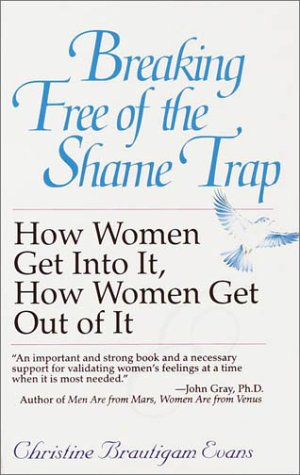 Breaking
Free of the
Shame Trap
How Women
Get Into It,
How Women Get
Out of It
"An important and strong book and a necessary
support for validating women's feelings at a time
when it is most needed."
—John Gray, Ph.D.
Author of Men Are from Mars, Women Are from Venus
Christine Brautigam Evans